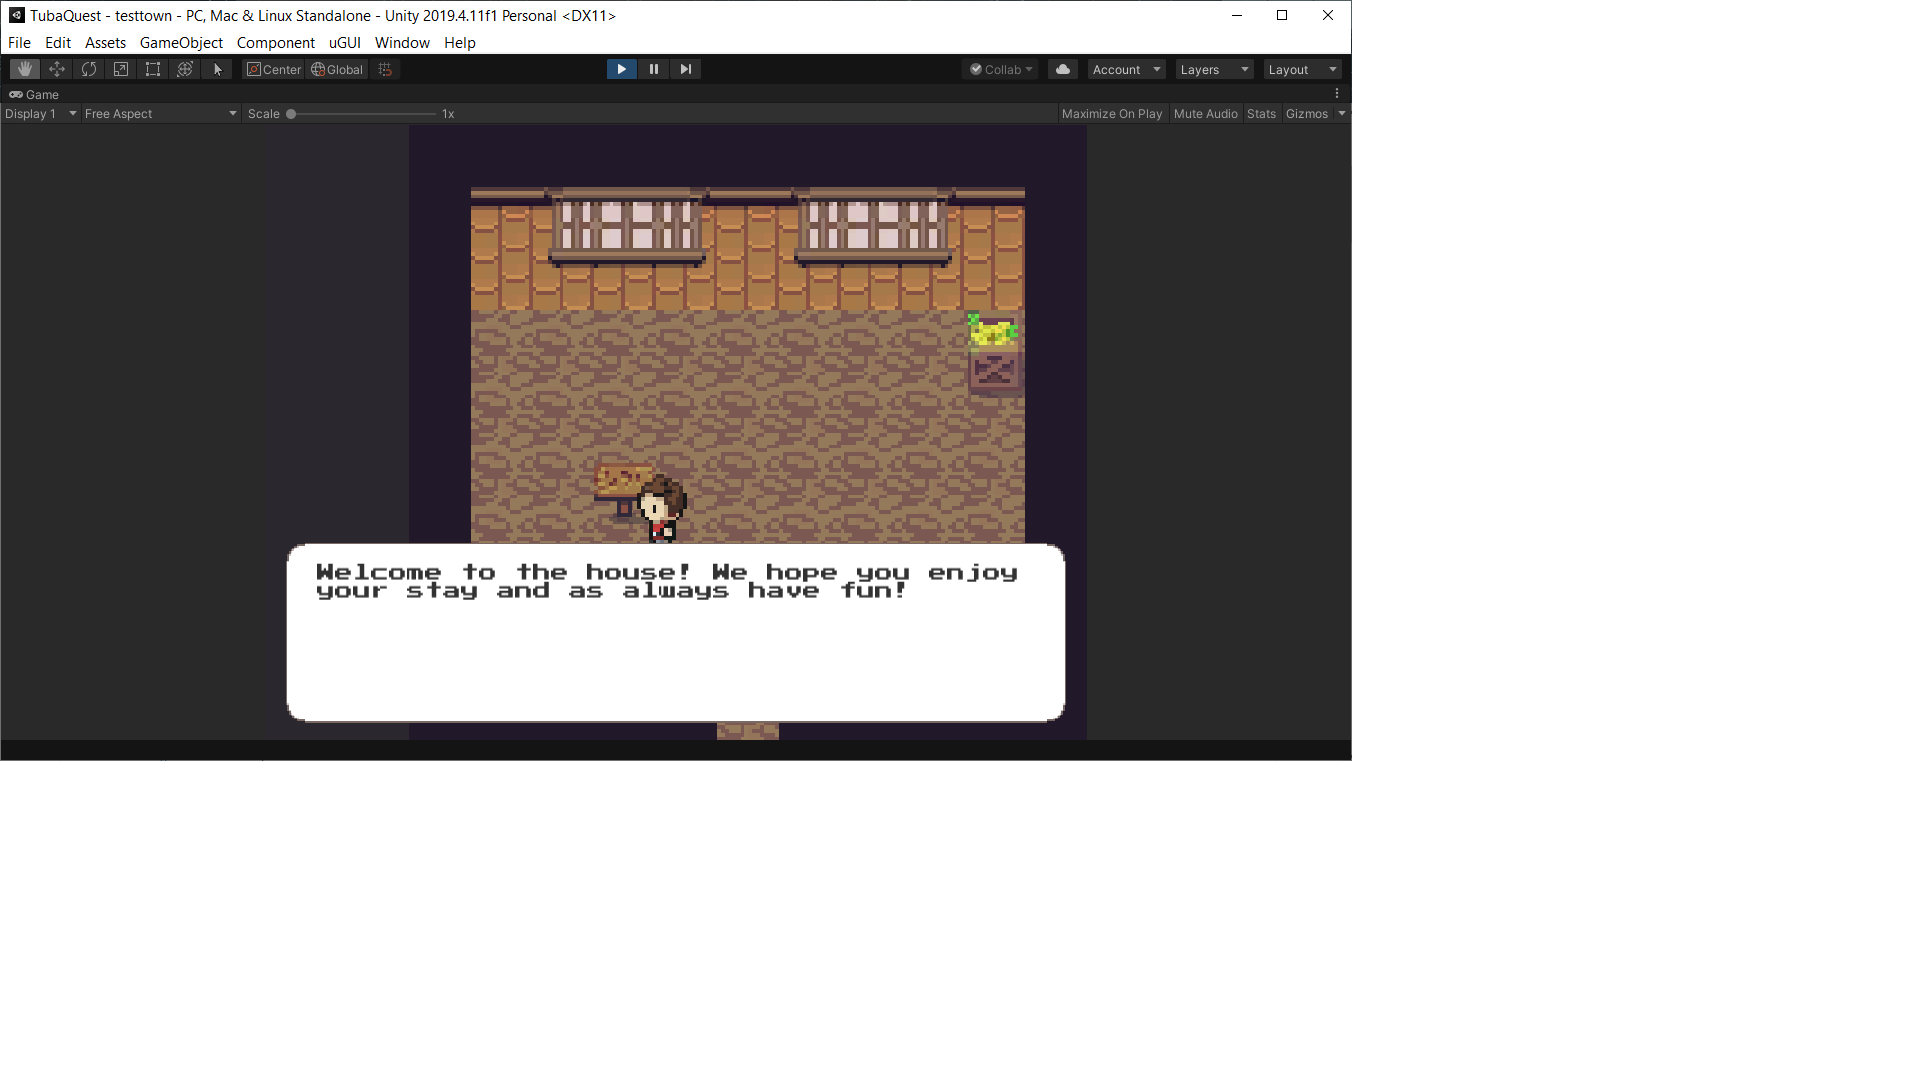 TubaQuest - testtown - PC, Mac & Linux Standalone - Unity 2019.4.11f1 Personal <DX11>
File Edit Assets GameObject Component uGUI Window Help
Center Global Collab Account Layers Layout
Game
Display 1 Free Aspect Scale 1x Maximize On Play Mute Audio Stats Gizmos
Welcome to the house! We hope you enjoy
your stay and as always have fun!